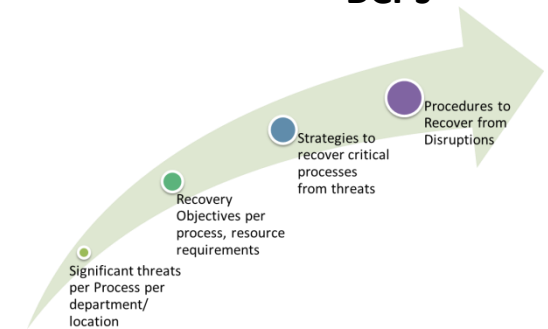 Significant threats
per Process per
department/
location
Recovery
Objectives per
process, resource
requirements
Strategies to
recover critical
processes
from threats
Procedures to
Recover from
Disruptions